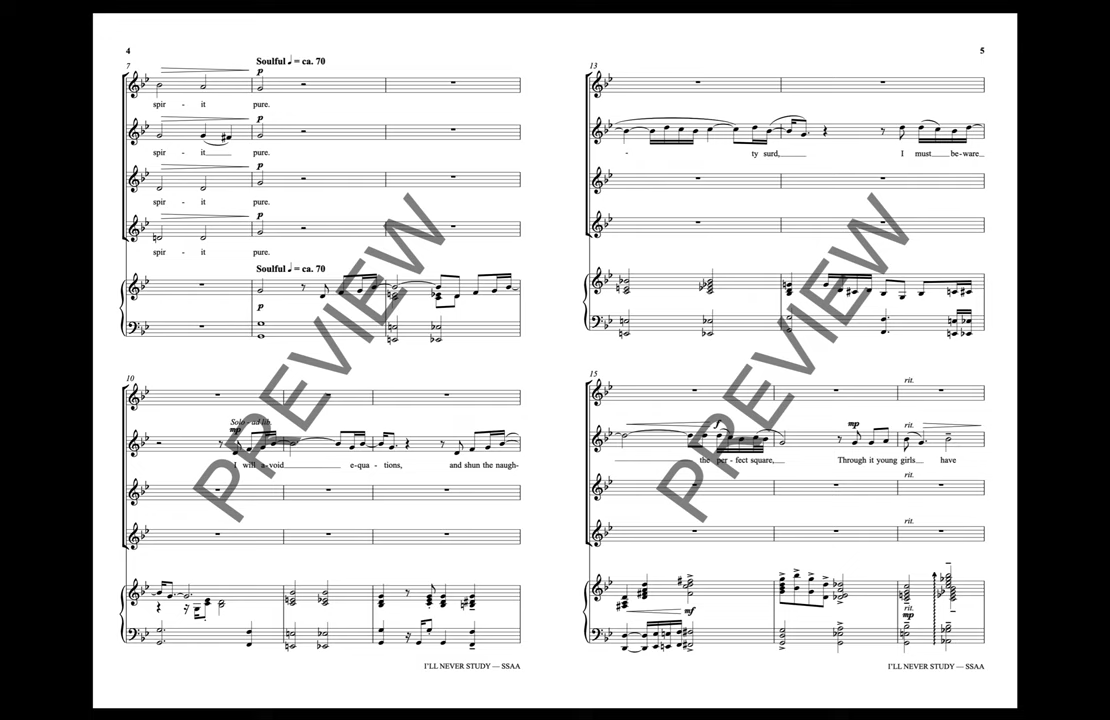 4
7
Soulful ♩ = ca. 70
p
spir - it pure.
p
spir - it pure.
p
spir - it pure.
p
spir - it pure.
Soulful ♩ = ca. 70
p
10
Solo - ad lib.
mp
I will a-void e-qua - tions, and shun the naugh-
PREVIEW
I'LL NEVER STUDY — SSAA
5
13
- ty surd, I must be-ware
15
rit.
f mp rit.
the per - fect square, Through it young girls have
rit.
rit.
mf
rit.
mp
PREVIEW
I'LL NEVER STUDY — SSAA